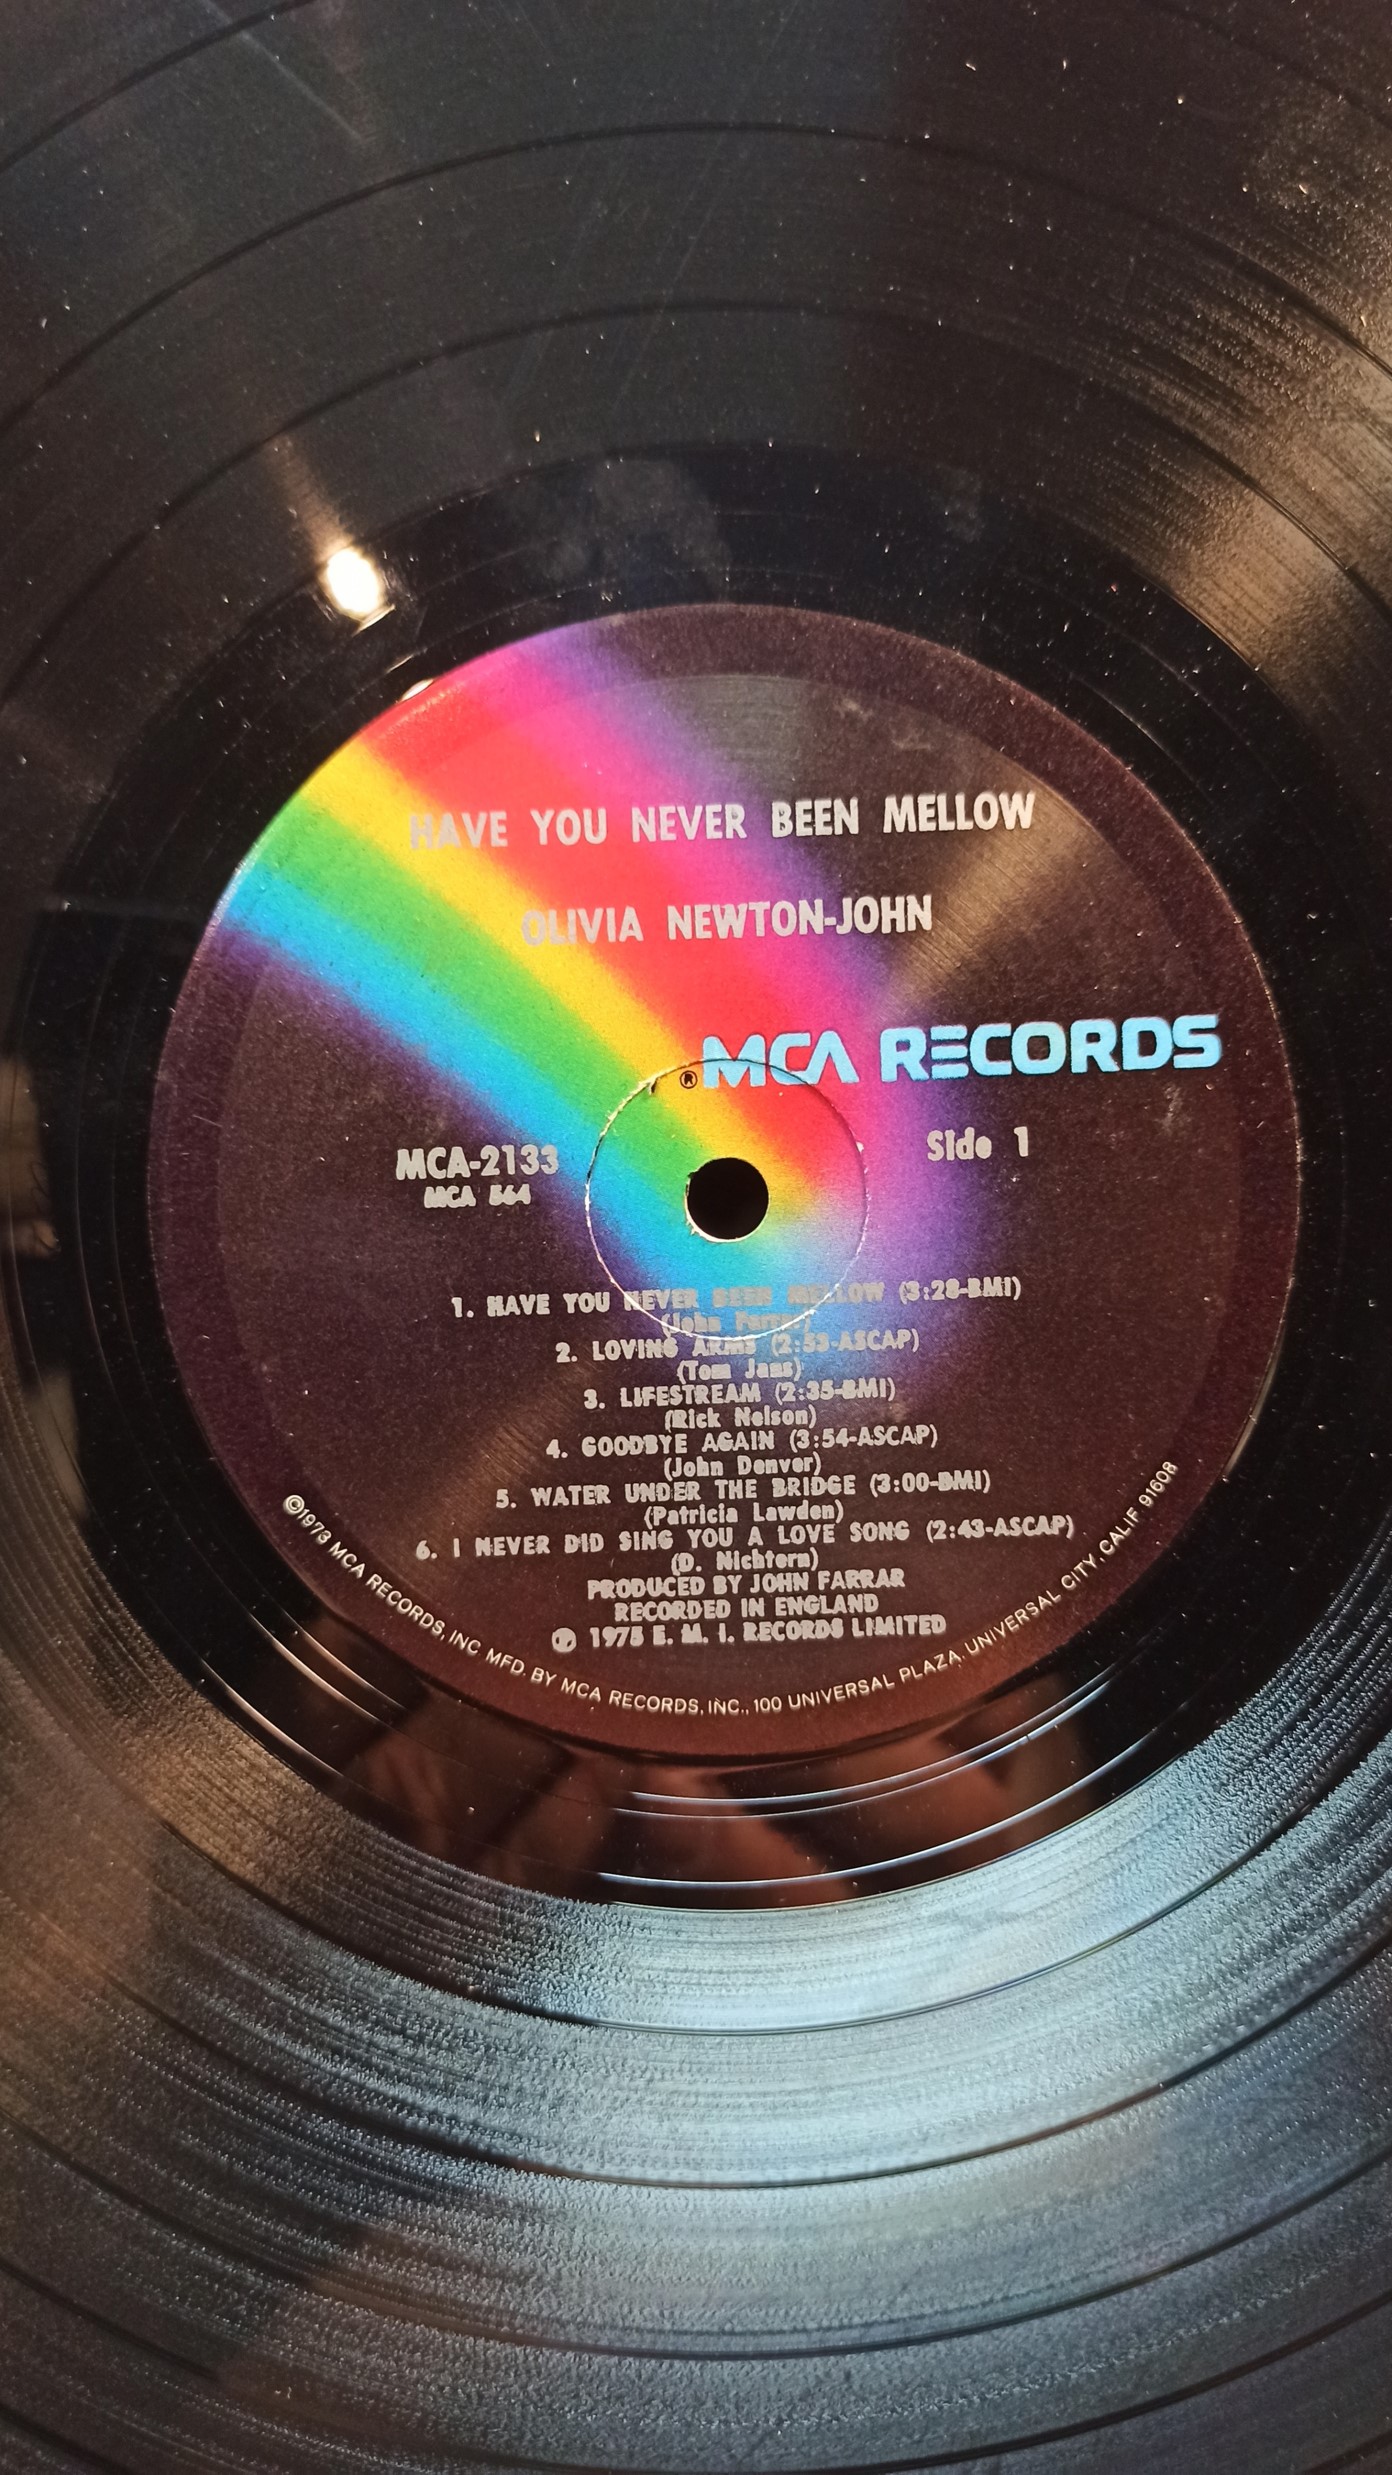 HAVE YOU NEVER BEEN MELLOW
OLIVIA NEWTON-JOHN
®MCA RECORDS
MCA-2133
MCA 564
Side 1
1. HAVE YOU NEVER BEEN MELLOW (3:28-BMI)
(John Farrar)
2. LOVING ARMS (2:53-ASCAP)
(Tom Jans)
3. LIFESTREAM (2:35-BMI)
(Rick Nelson)
4. GOODBYE AGAIN (3:54-ASCAP)
(John Denver)
5. WATER UNDER THE BRIDGE (3:00-BMI)
(Patricia Lawden)
6. I NEVER DID SING YOU A LOVE SONG (2:43-ASCAP)
(D. Nichtern)
PRODUCED BY JOHN FARRAR
RECORDED IN ENGLAND
℗ 1975 E. M. I. RECORDS LIMITED
©1973 MCA RECORDS, INC MFD. BY MCA RECORDS, INC., 100 UNIVERSAL PLAZA, UNIVERSAL CITY, CALIF 91608